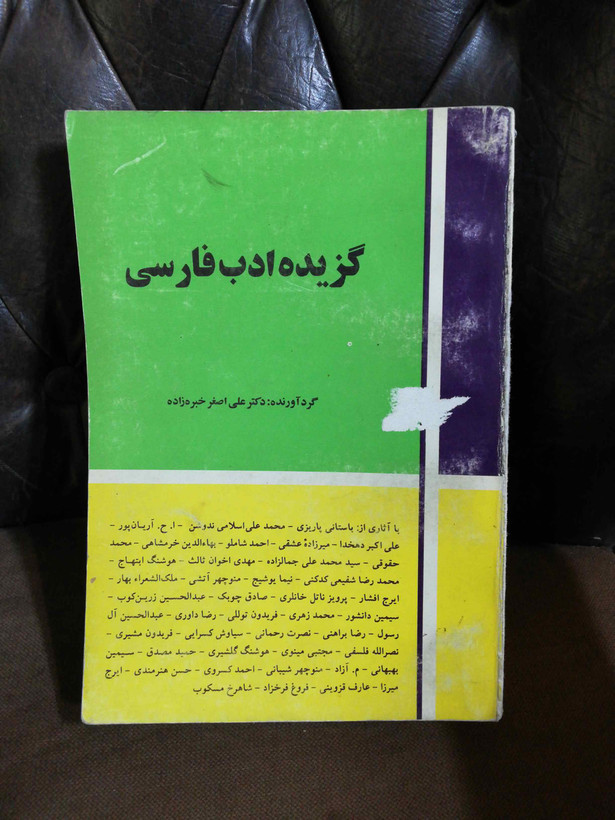 گزیده ادب فارسی
گردآورنده: دکتر علی اصغر خبره‌زاده
با آثاری از: باستانی پاریزی - محمد علی اسلامی ندوشن - ا. ح. آریان‌پور -
علی اکبر دهخدا - میرزادهٔ عشقی - احمد شاملو - بهاءالدین خرمشاهی - محمد
حقوقی - سید محمد علی جمالزاده - مهدی اخوان ثالث - هوشنگ ابتهاج -
محمد رضا شفیعی کدکنی - نیما یوشیج - منوچهر آتشی - ملک‌الشعراء بهار -
ایرج افشار - پرویز ناتل خانلری - صادق چوبک - عبدالحسین زرین‌کوب -
سیمین دانشور - محمد زهری - فریدون توللی - رضا داوری - عبدالحسین آل
رسول - رضا براهنی - نصرت رحمانی - سیاوش کسرایی - فریدون مشیری -
نصرالله فلسفی - مجتبی مینوی - هوشنگ گلشیری - حمید مصدق - سیمین
بهبهانی - م. آزاد - منوچهر شیبانی - احمد کسروی - حسن هنرمندی - ایرج
میرزا - عارف قزوینی - فروغ فرخزاد - شاهرخ مسکوب